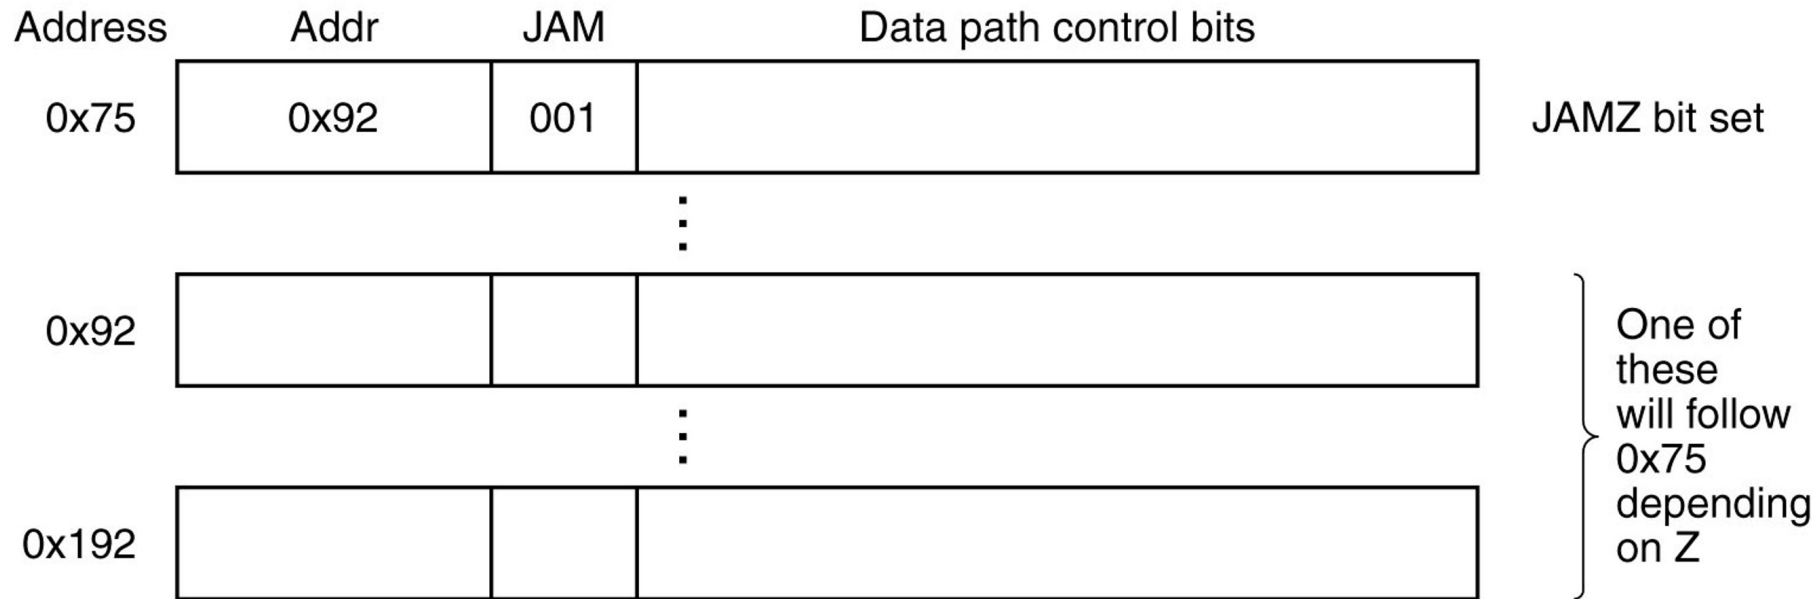 Address Addr JAM Data path control bits
0x75 0x92 001 JAMZ bit set
0x92
0x192
One of
these
will follow
0x75
depending
on Z